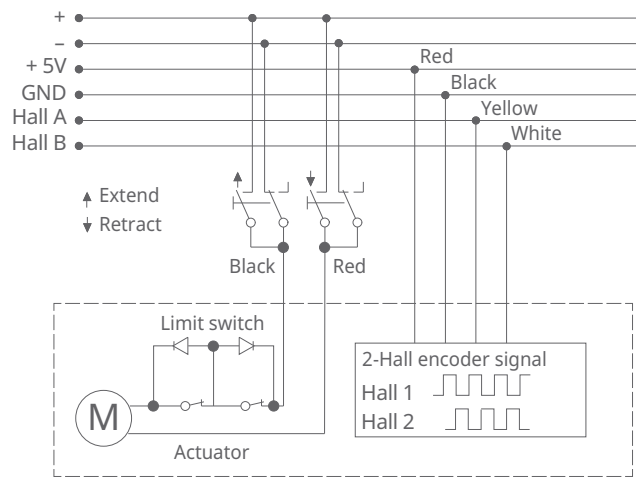 +
–
+ 5V
GND
Hall A
Hall B
Red
Black
Yellow
White
Extend
Retract
Black
Red
Limit switch
M
Actuator
2-Hall encoder signal
Hall 1
Hall 2